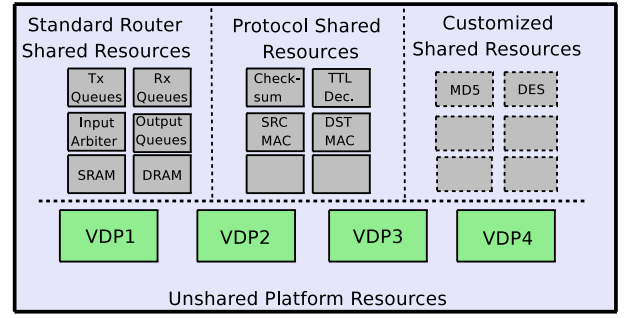 Standard Router
Shared Resources
Tx
Queues
Rx
Queues
Input
Arbiter
Output
Queues
SRAM
DRAM
Protocol Shared
Resources
Check-
sum
TTL
Dec.
SRC
MAC
DST
MAC
Customized
Shared Resources
MD5
DES
VDP1
VDP2
VDP3
VDP4
Unshared Platform Resources